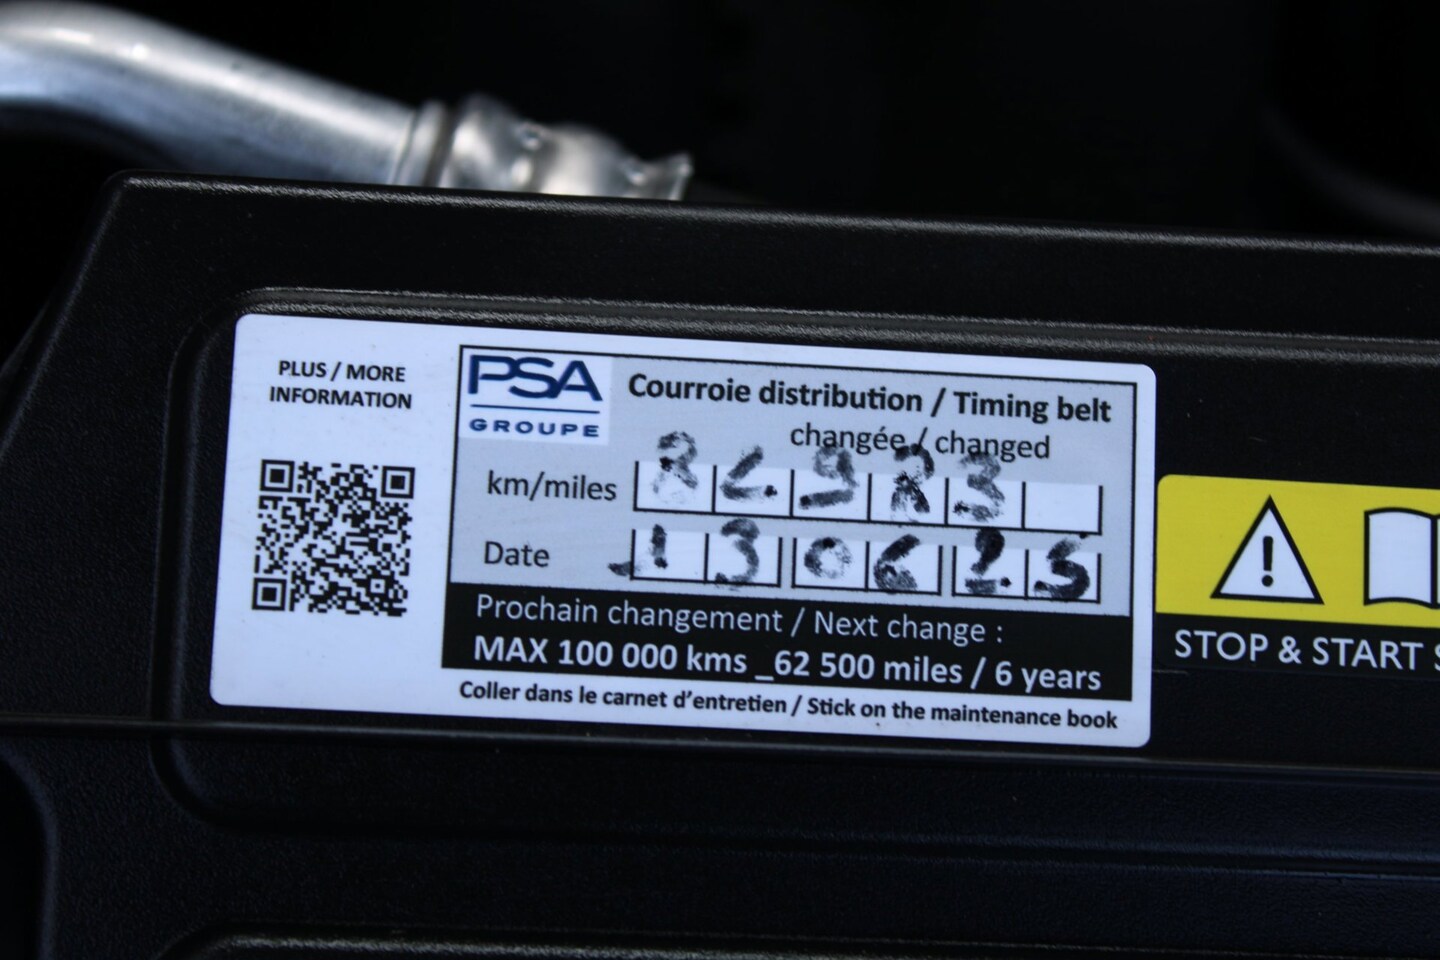 PLUS / MORE
INFORMATION
PSA
GROUPE
Courroie distribution / Timing belt
changée / changed
km/miles
Date 13 06 25
Prochain changement / Next change :
MAX 100 000 kms _62 500 miles / 6 years
Coller dans le carnet d'entretien / Stick on the maintenance book
STOP & START